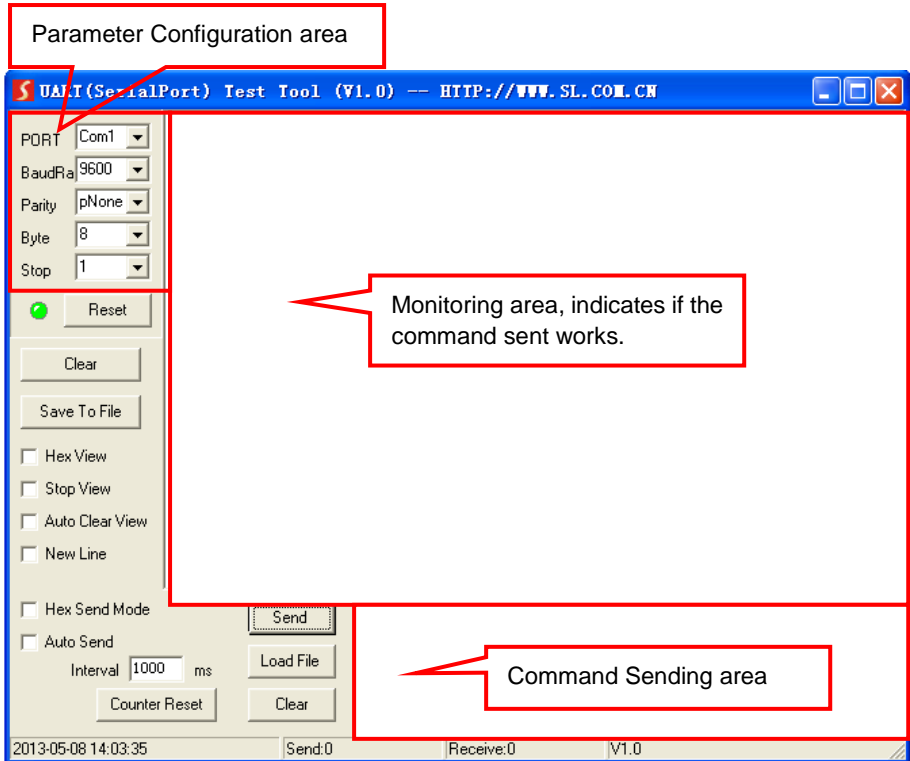 Parameter Configuration area
UART(SerialPort) Test Tool (V1.0) -- HTTP://WWW.SL.COM.CN
PORT Com1
BaudRa 9600
Parity pNone
Byte 8
Stop 1
Reset
Monitoring area, indicates if the
command sent works.
Clear
Save To File
Hex View
Stop View
Auto Clear View
New Line
Hex Send Mode
Send
Auto Send
Interval 1000 ms
Load File
Command Sending area
Counter Reset
Clear
2013-05-08 14:03:35 Send:0 Receive:0 V1.0